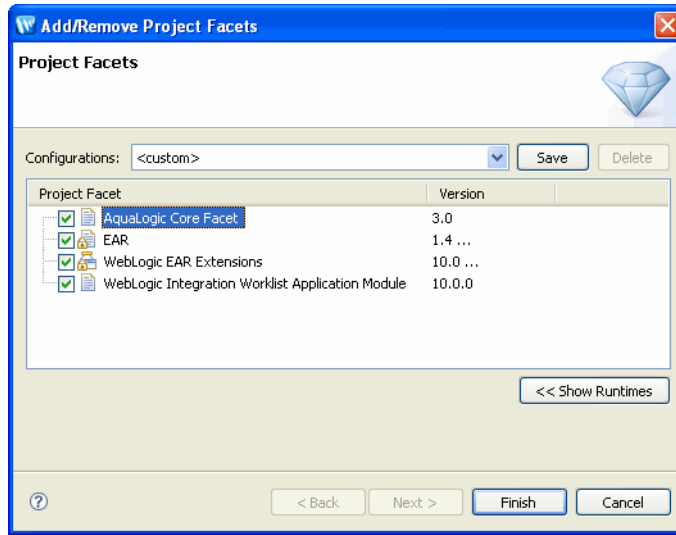 Add/Remove Project Facets
Project Facets
Configurations: <custom> Save Delete
Project Facet Version
AquaLogic Core Facet 3.0
EAR 1.4 ...
WebLogic EAR Extensions 10.0 ...
WebLogic Integration Worklist Application Module 10.0.0
<< Show Runtimes
? < Back Next > Finish Cancel